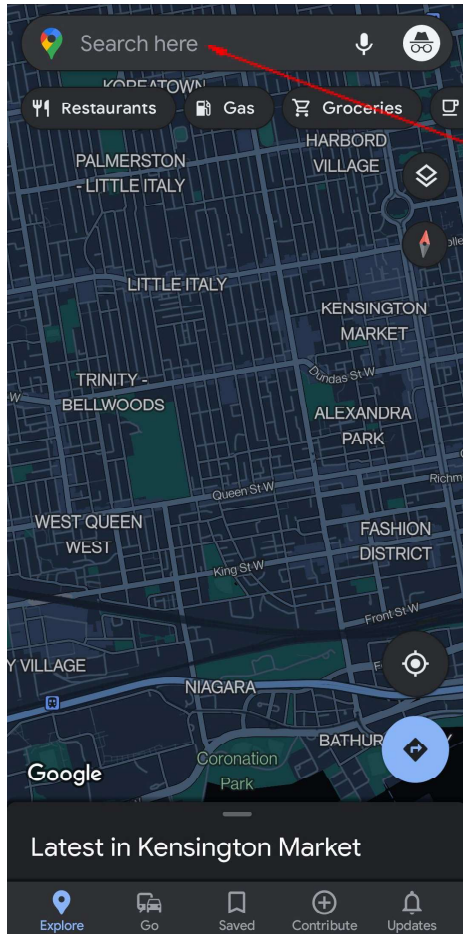 Search here
KOREATOWN
Restaurants
Gas
Groceries
HARBORD
VILLAGE
PALMERSTON
- LITTLE ITALY
LITTLE ITALY
KENSINGTON
MARKET
Dundas St W
TRINITY -
BELLWOODS
W
ALEXANDRA
PARK
Queen St W
WEST QUEEN
WEST
FASHION
DISTRICT
King St W
Front St W
Y VILLAGE
NIAGARA
BATHUR
Coronation
Park
Google
Latest in Kensington Market
Explore
Go
Saved
Contribute
Updates